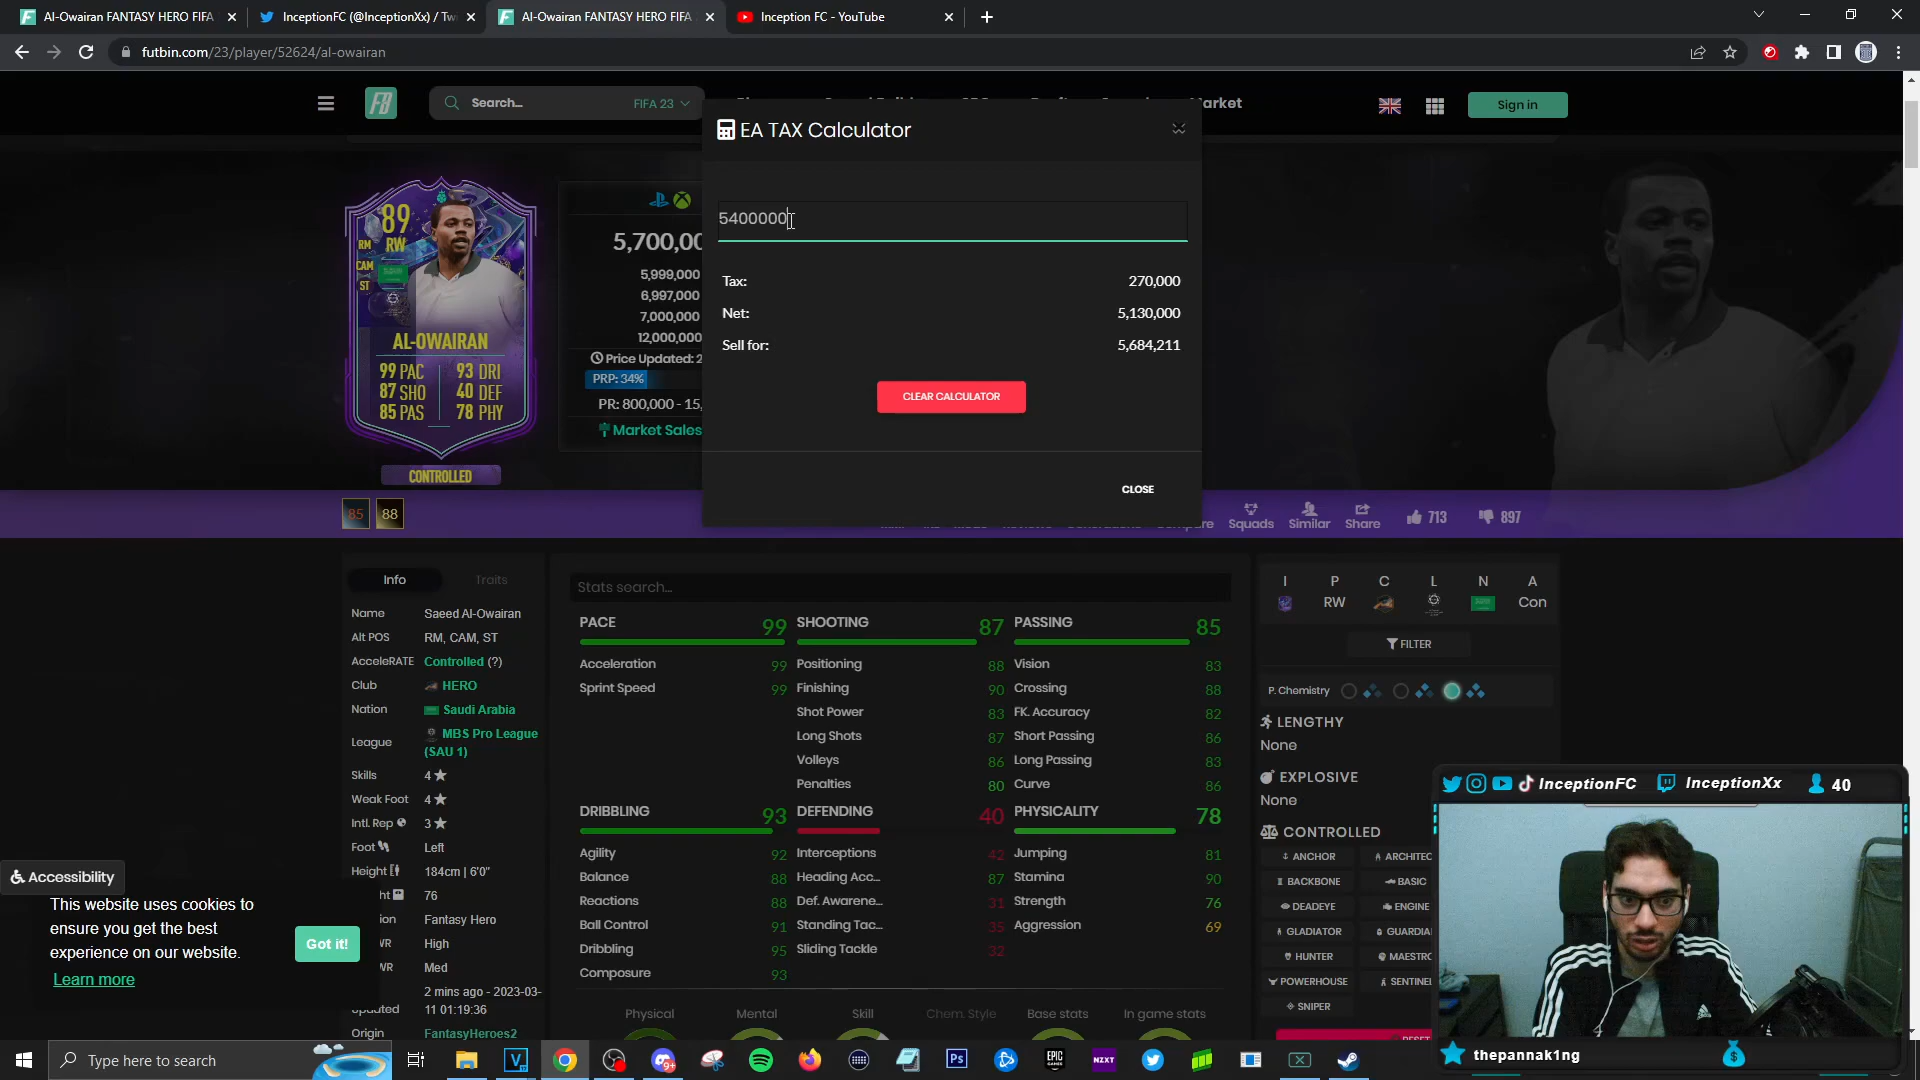 Al-Owairan FANTASY HERO FIFA
InceptionFC (@InceptionXx) / Tw
Al-Owairan FANTASY HERO FIFA
Inception FC - YouTube
futbin.com/23/player/52624/al-owairan
Search...
FIFA 23
Market
Sign in
EA TAX Calculator
5400000
Tax:
270,000
Net:
5,130,000
Sell for:
5,684,211
CLEAR CALCULATOR
CLOSE
89
RW
RM
CAM
ST
AL-OWAIRAN
99 PAC
93 DRI
87 SHO
40 DEF
85 PAS
78 PHY
CONTROLLED
5,700,00
5,999,000
6,997,000
7,000,000
12,000,000
Price Updated: 2
PRP: 34%
PR: 800,000 - 15,
Market Sales
85
88
Squads
Similar
Share
713
897
Info
Traits
Name
Saeed Al-Owairan
Alt POS
RM, CAM, ST
AcceleRATE
Controlled (?)
Club
HERO
Nation
Saudi Arabia
League
MBS Pro League
(SAU 1)
Skills
4
Weak Foot
4
Intl. Rep
3
Foot
Left
Height
184cm | 6'0"
ht
76
ion
Fantasy Hero
WR
High
WR
Med
2 mins ago - 2023-03-
11 01:19:36
Origin
FantasyHeroes2
Stats search...
PACE
99
Acceleration
99
Sprint Speed
99
SHOOTING
87
Positioning
88
Finishing
90
Shot Power
83
Long Shots
87
Volleys
86
Penalties
80
PASSING
85
Vision
83
Crossing
88
FK. Accuracy
82
Short Passing
86
Long Passing
83
Curve
86
DRIBBLING
93
Agility
92
Balance
88
Reactions
88
Ball Control
91
Dribbling
95
Composure
93
DEFENDING
40
Interceptions
42
Heading Acc...
87
Def. Awarene...
31
Standing Tac...
35
Sliding Tackle
32
PHYSICALITY
78
Jumping
81
Stamina
90
Strength
76
Aggression
69
Physical
Mental
Skill
Chem. Style
Base stats
In game stats
I
P
C
L
N
A
RW
Con
FILTER
P. Chemistry
LENGTHY
None
EXPLOSIVE
None
CONTROLLED
ANCHOR
ARCHITEC
BACKBONE
BASIC
DEADEYE
ENGINE
GLADIATOR
GUARDIA
HUNTER
MAESTRO
POWERHOUSE
SENTINEL
SNIPER
Accessibility
This website uses cookies to
ensure you get the best
experience on our website.
Learn more
Got it!
InceptionFC
InceptionXx
40
thepannak1ng
Type here to search
9+
Ps
EPIC
GAMES
NZXT